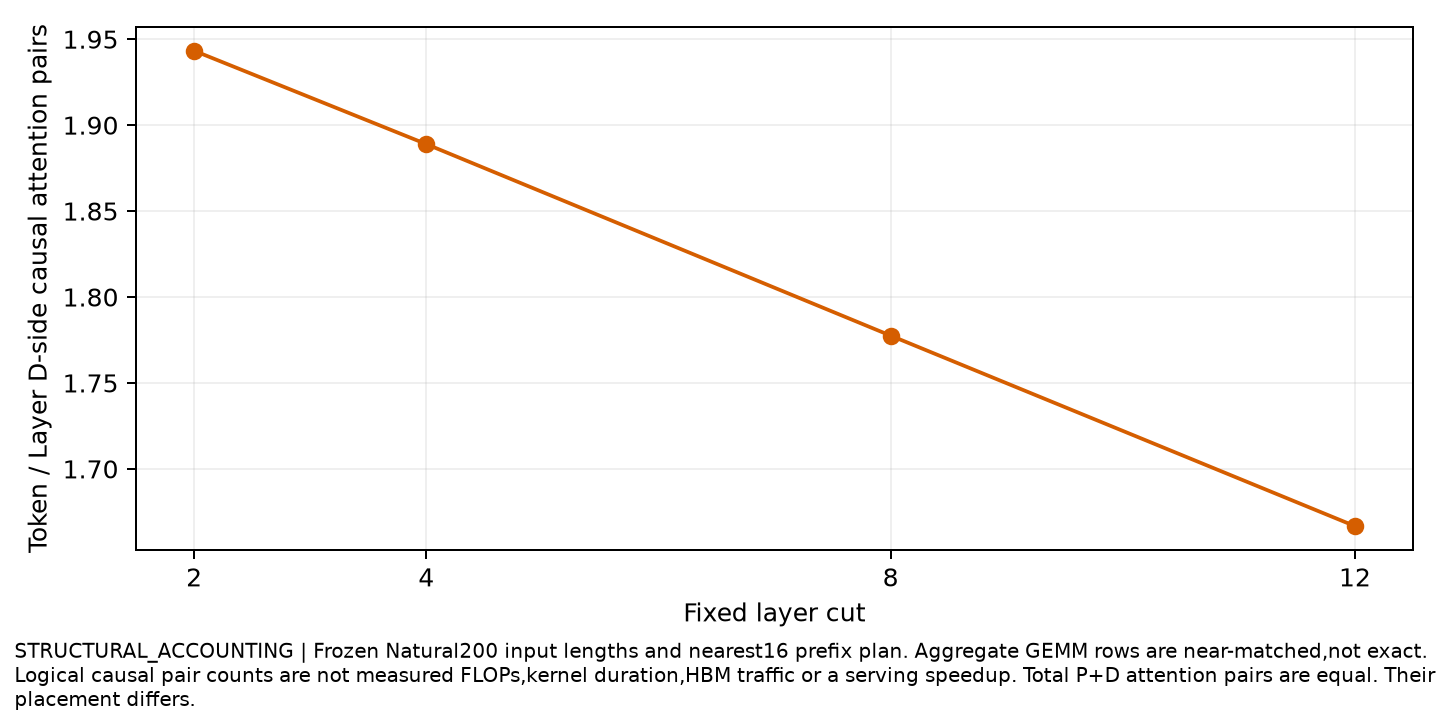 Token / Layer D-side causal attention pairs
1.95
1.90
1.85
1.80
1.75
1.70
2
4
8
12
Fixed layer cut
STRUCTURAL_ACCOUNTING | Frozen Natural200 input lengths and nearest16 prefix plan. Aggregate GEMM rows are near-matched,not exact.
Logical causal pair counts are not measured FLOPs,kernel duration,HBM traffic or a serving speedup. Total P+D attention pairs are equal. Their
placement differs.